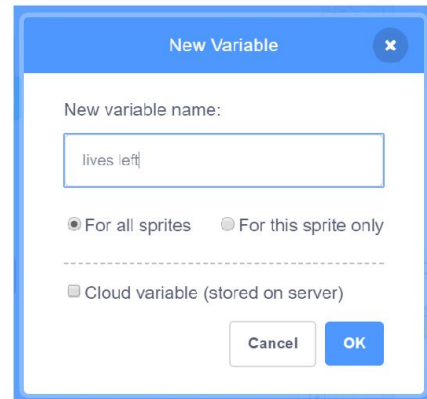 New Variable
New variable name:
lives left
For all sprites For this sprite only
Cloud variable (stored on server)
Cancel OK